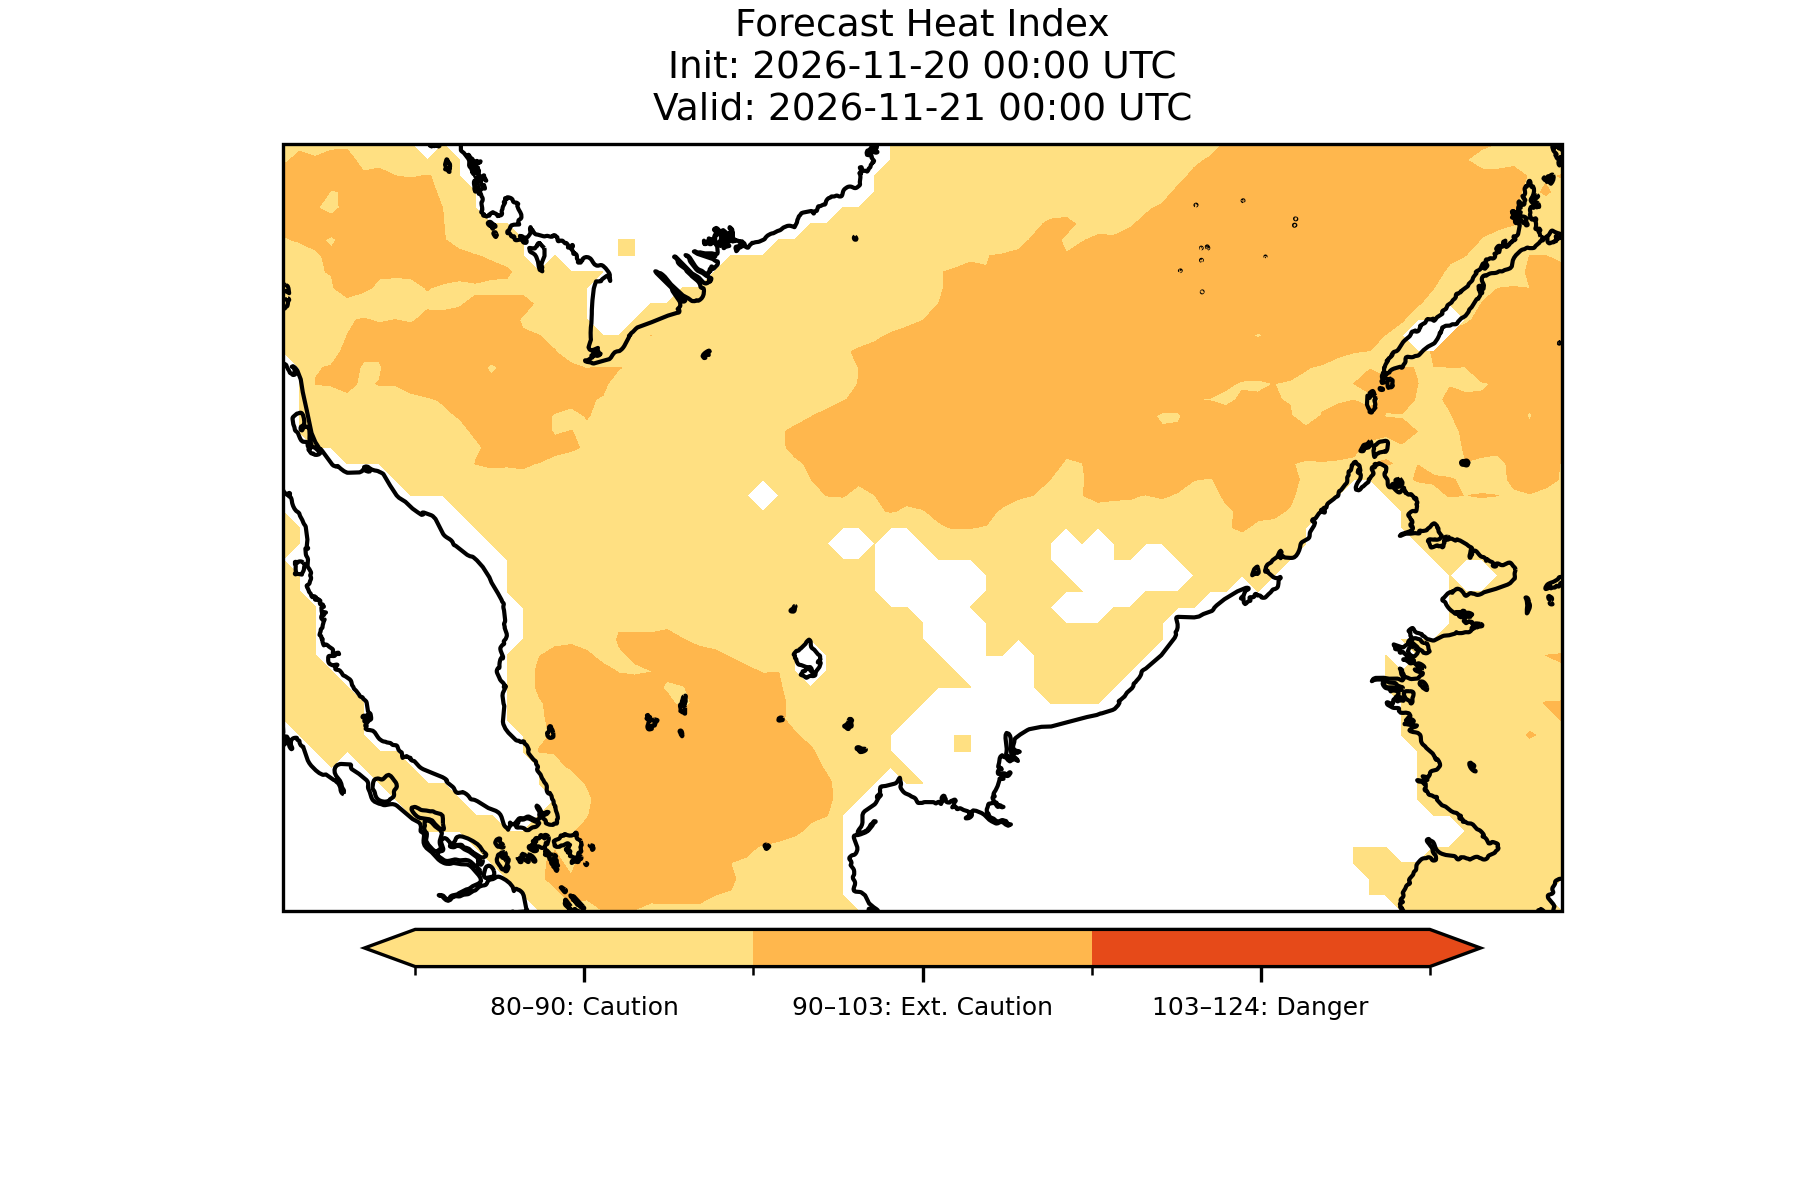 Forecast Heat Index
Init: 2026-11-20 00:00 UTC
Valid: 2026-11-21 00:00 UTC
80–90: Caution
90–103: Ext. Caution
103–124: Danger